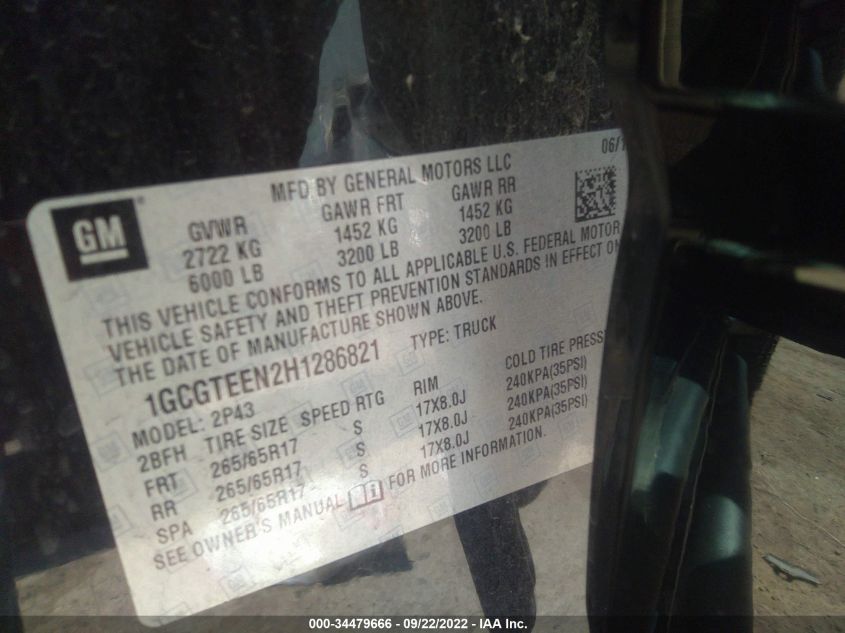 MFD BY GENERAL MOTORS LLC 06/1
GM
GVWR GAWR FRT GAWR RR
2722 KG 1452 KG 1452 KG
6000 LB 3200 LB 3200 LB
THIS VEHICLE CONFORMS TO ALL APPLICABLE U.S. FEDERAL MOTOR
VEHICLE SAFETY AND THEFT PREVENTION STANDARDS IN EFFECT ON
THE DATE OF MANUFACTURE SHOWN ABOVE.
1GCGTEEN2H1286821 TYPE: TRUCK
MODEL: 2P43
2BFH TIRE SIZE SPEED RTG RIM COLD TIRE PRESS
FRT 265/65R17 S 17X8.0J 240KPA(35PSI)
RR 265/65R17 S 17X8.0J 240KPA(35PSI)
SPA 265/65R17 S 17X8.0J 240KPA(35PSI)
SEE OWNER'S MANUAL FOR MORE INFORMATION.
000-34479666 - 09/22/2022 - IAA Inc.